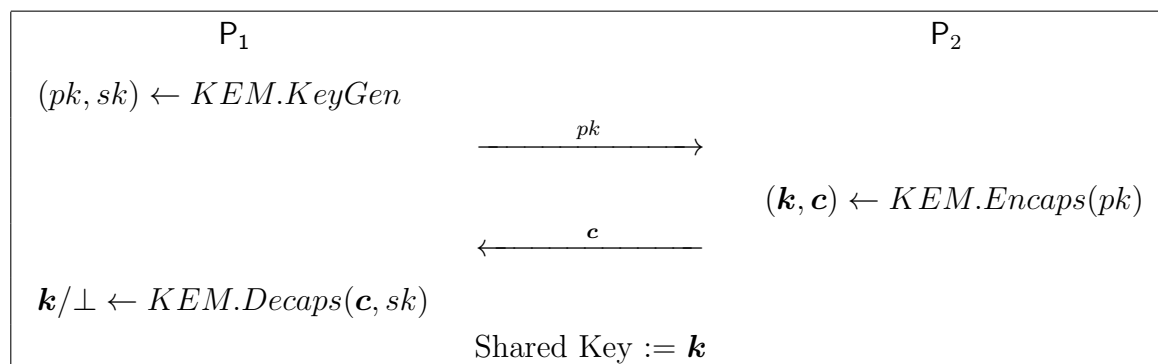 P₁ P₂
(pk, sk) ← KEM.KeyGen
pk
(k, c) ← KEM.Encaps(pk)
c
k/⊥ ← KEM.Decaps(c, sk)
Shared Key := k